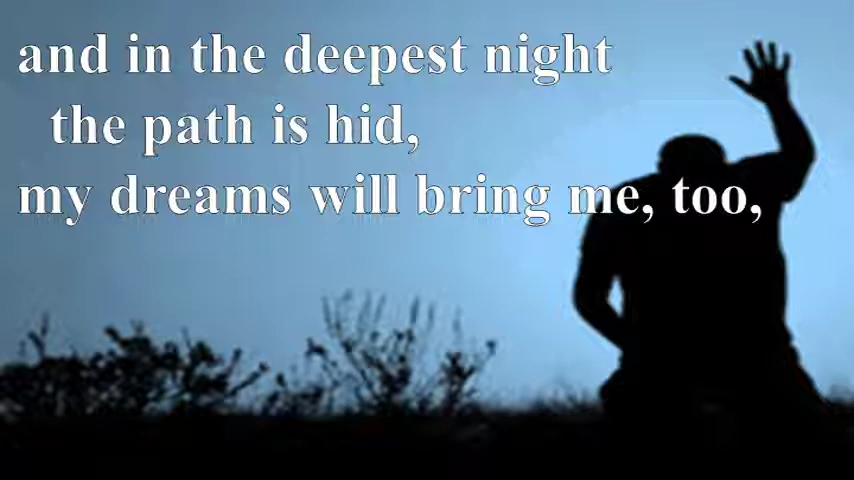 and in the deepest night
the path is hid,
my dreams will bring me, too,